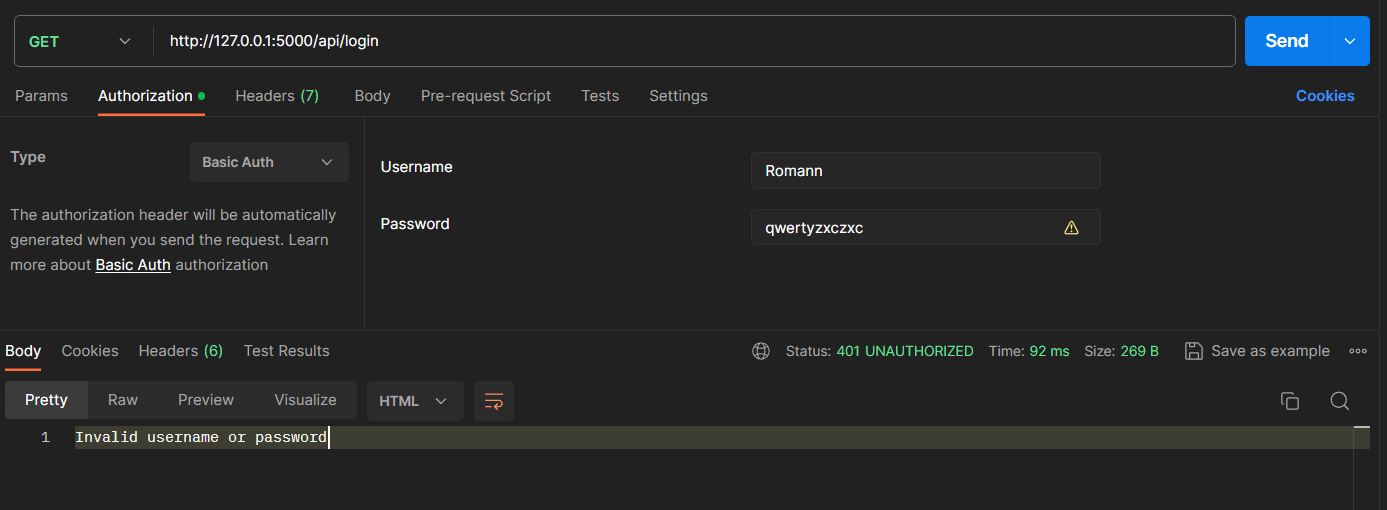 GET http://127.0.0.1:5000/api/login Send
Params Authorization Headers (7) Body Pre-request Script Tests Settings Cookies
Type Basic Auth
The authorization header will be automatically
generated when you send the request. Learn
more about Basic Auth authorization
Username Romann
Password qwertyzxczxc
Body Cookies Headers (6) Test Results Status: 401 UNAUTHORIZED Time: 92 ms Size: 269 B Save as example
Pretty Raw Preview Visualize HTML
1 Invalid username or password